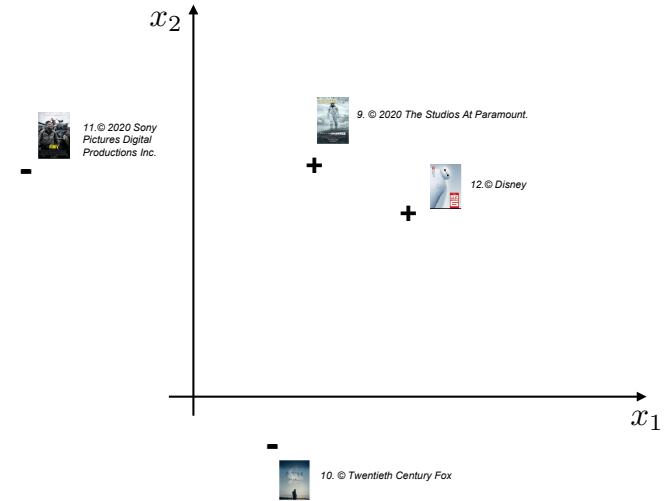 x₂
9. © 2020 The Studios At Paramount.
11.© 2020 Sony
Pictures Digital
Productions Inc.
-
+
12.© Disney
+
x₁
-
10. © Twentieth Century Fox